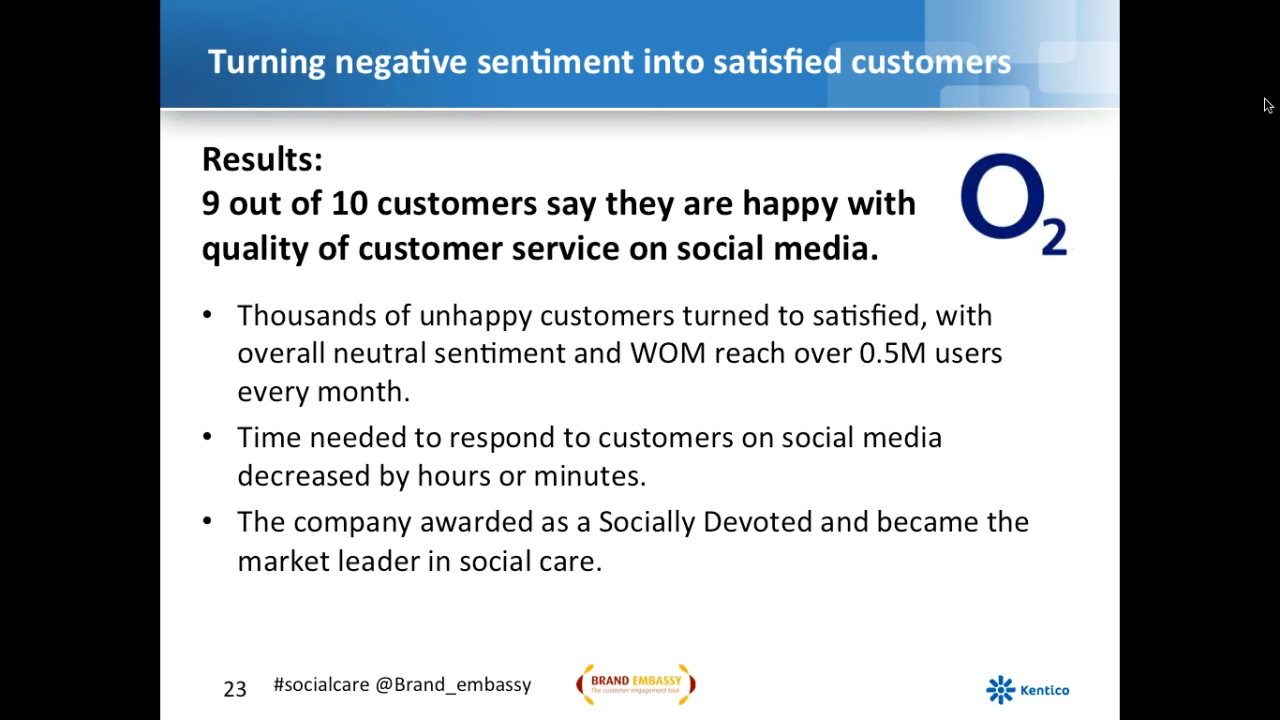 Turning negative sentiment into satisfied customers
Results:
9 out of 10 customers say they are happy with
quality of customer service on social media.
O2
• Thousands of unhappy customers turned to satisfied, with
overall neutral sentiment and WOM reach over 0.5M users
every month.
• Time needed to respond to customers on social media
decreased by hours or minutes.
• The company awarded as a Socially Devoted and became the
market leader in social care.
23
#socialcare @Brand_embassy
BRAND EMBASSY
The customer engagement tool
Kentico